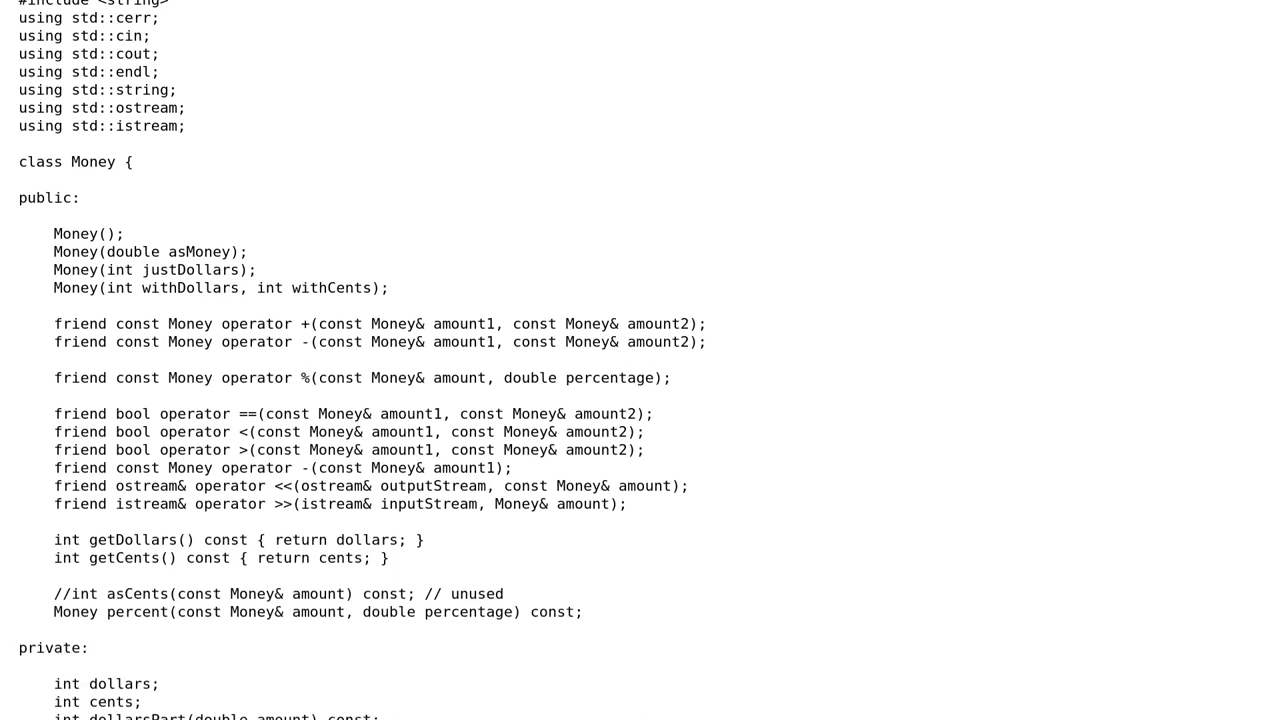 #include <string>
using std::cerr;
using std::cin;
using std::cout;
using std::endl;
using std::string;
using std::ostream;
using std::istream;
class Money {
public:
Money();
Money(double asMoney);
Money(int justDollars);
Money(int withDollars, int withCents);
friend const Money operator +(const Money& amount1, const Money& amount2);
friend const Money operator -(const Money& amount1, const Money& amount2);
friend const Money operator %(const Money& amount, double percentage);
friend bool operator ==(const Money& amount1, const Money& amount2);
friend bool operator <(const Money& amount1, const Money& amount2);
friend bool operator >(const Money& amount1, const Money& amount2);
friend const Money operator -(const Money& amount1);
friend ostream& operator <<(ostream& outputStream, const Money& amount);
friend istream& operator >>(istream& inputStream, Money& amount);
int getDollars() const { return dollars; }
int getCents() const { return cents; }
//int asCents(const Money& amount) const; // unused
Money percent(const Money& amount, double percentage) const;
private:
int dollars;
int cents;
int dollarsPart(double amount) const;